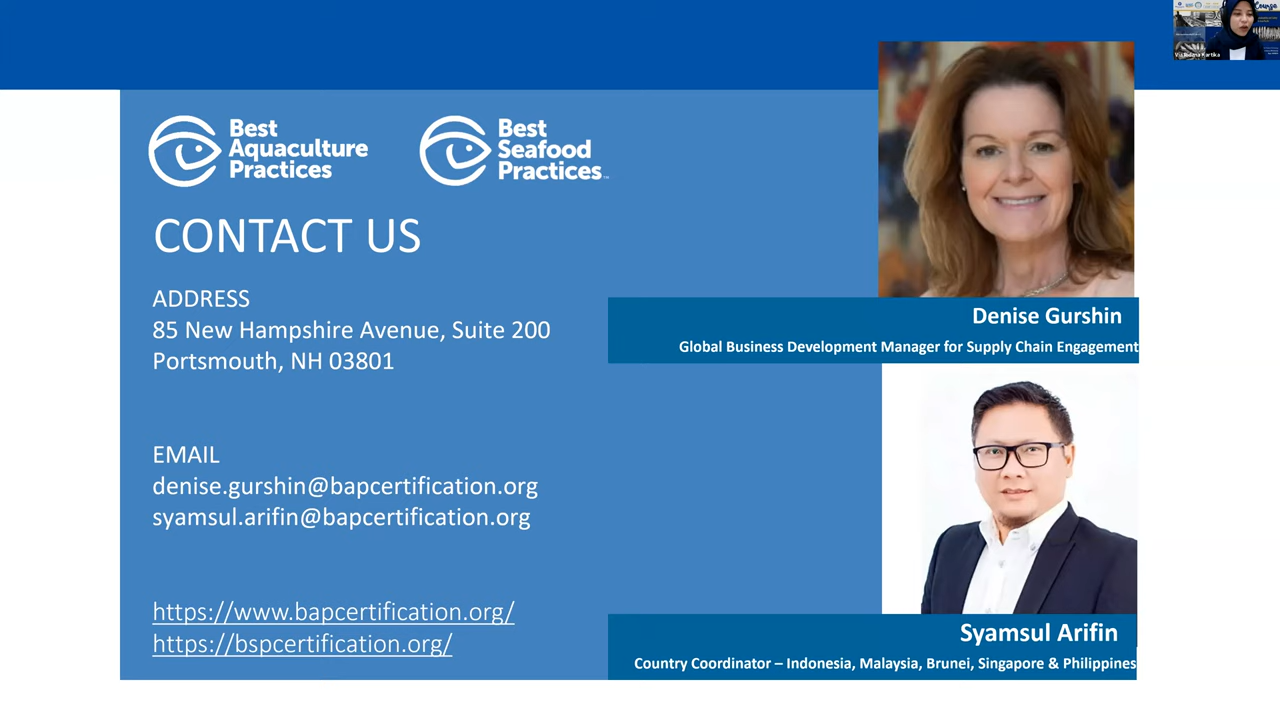 Best
Aquaculture
Practices
Best
Seafood
Practices
CONTACT US
ADDRESS
85 New Hampshire Avenue, Suite 200
Portsmouth, NH 03801
EMAIL
denise.gurshin@bapcertification.org
syamsul.arifin@bapcertification.org
https://www.bapcertification.org/
https://bspcertification.org/
Denise Gurshin
Global Business Development Manager for Supply Chain Engagement
Syamsul Arifin
Country Coordinator – Indonesia, Malaysia, Brunei, Singapore & Philippines
Kartika